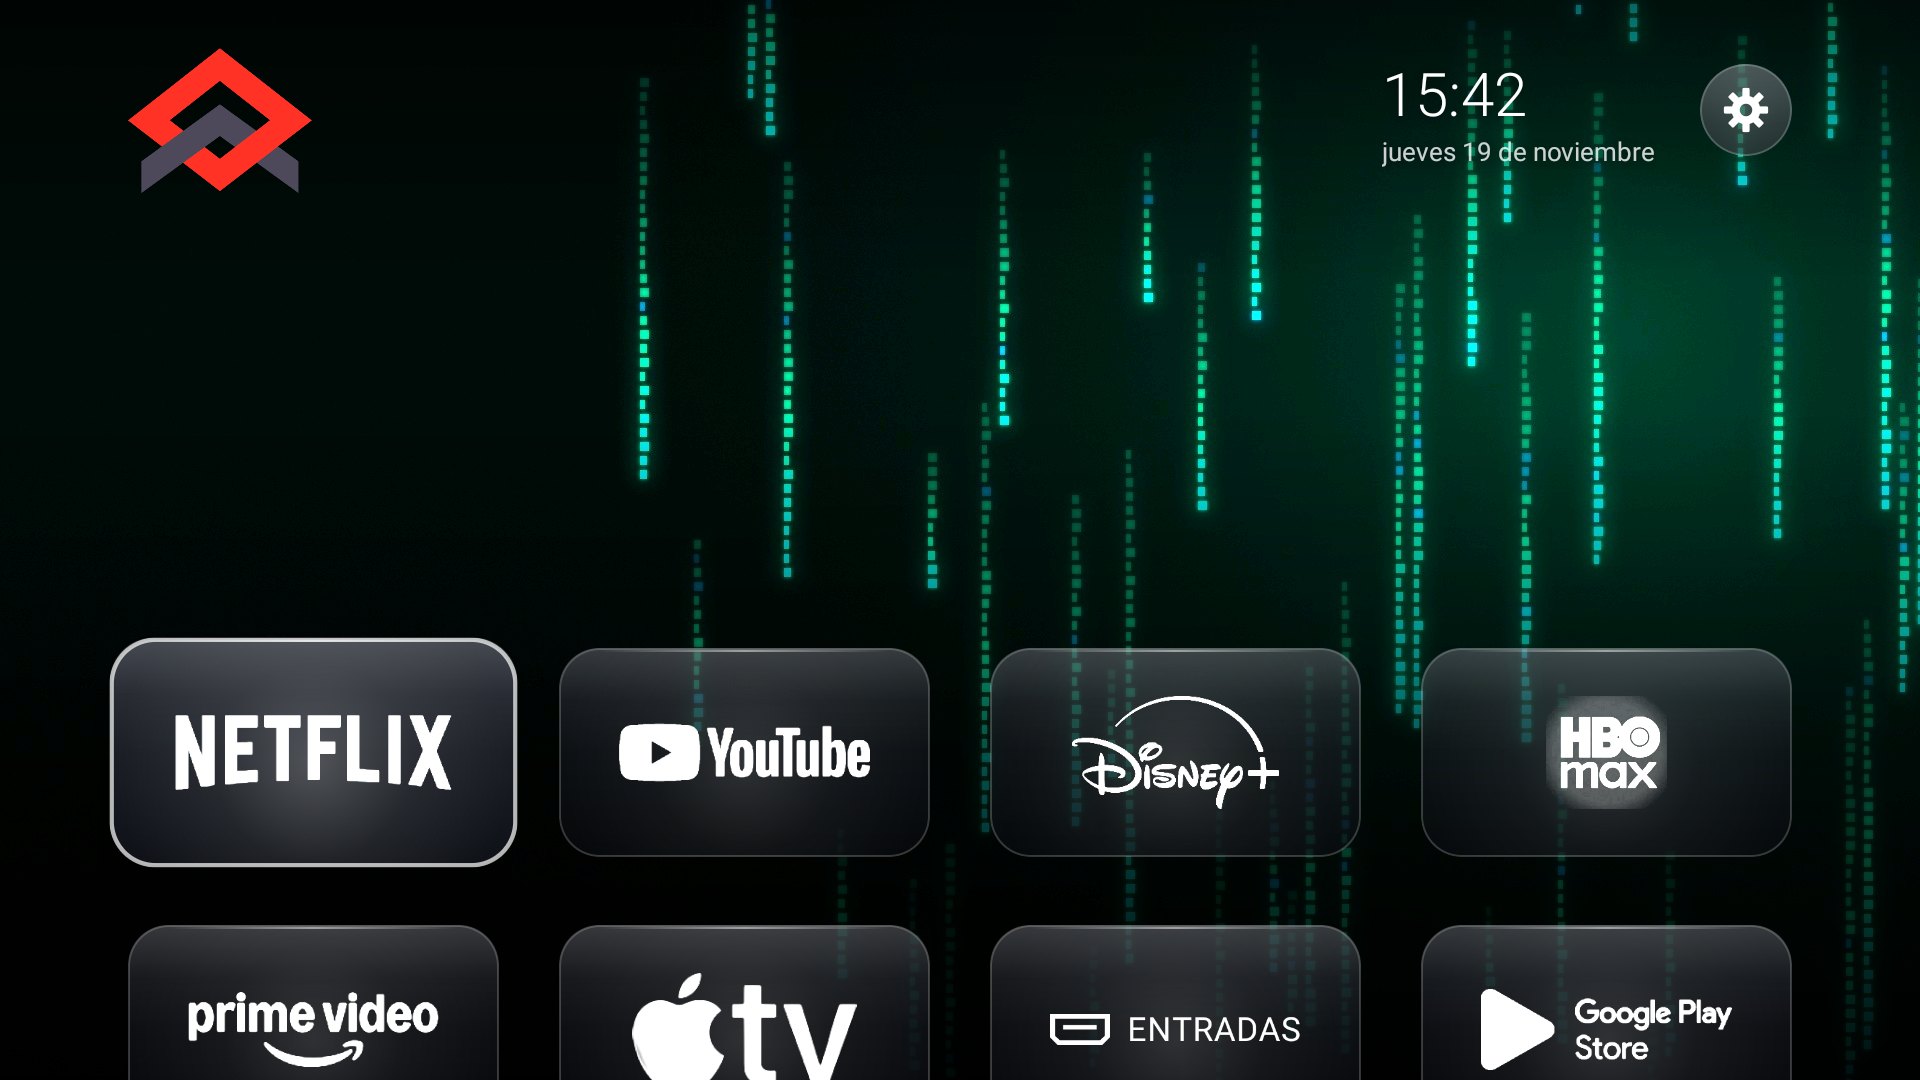 15:42
jueves 19 de noviembre
NETFLIX
YouTube
Disney+
HBO
max
prime video
tv
ENTRADAS
Google Play
Store